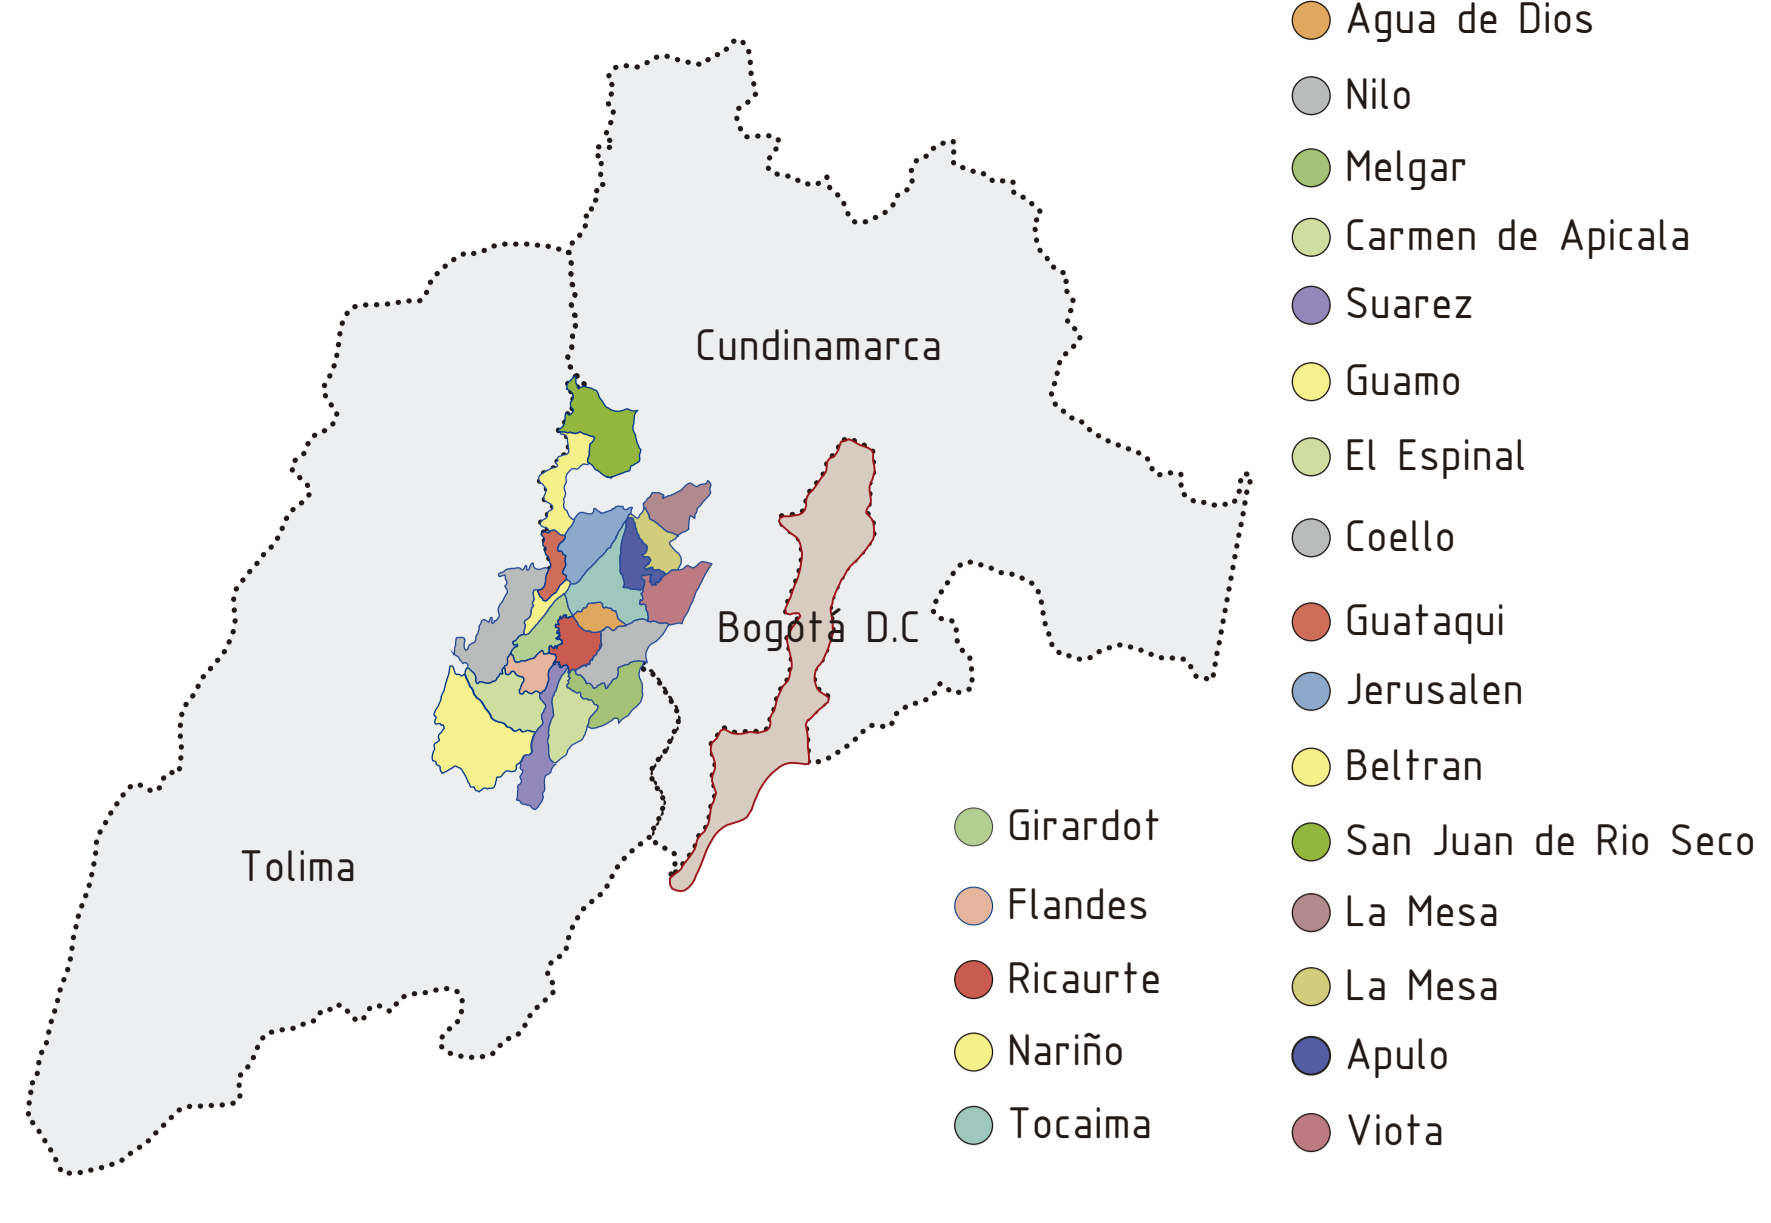 Cundinamarca
Bogotá D.C
Tolima
Girardot
Flandes
Ricaurte
Nariño
Tocaima
Agua de Dios
Nilo
Melgar
Carmen de Apicala
Suarez
Guamo
El Espinal
Coello
Guataqui
Jerusalen
Beltran
San Juan de Rio Seco
La Mesa
La Mesa
Apulo
Viota